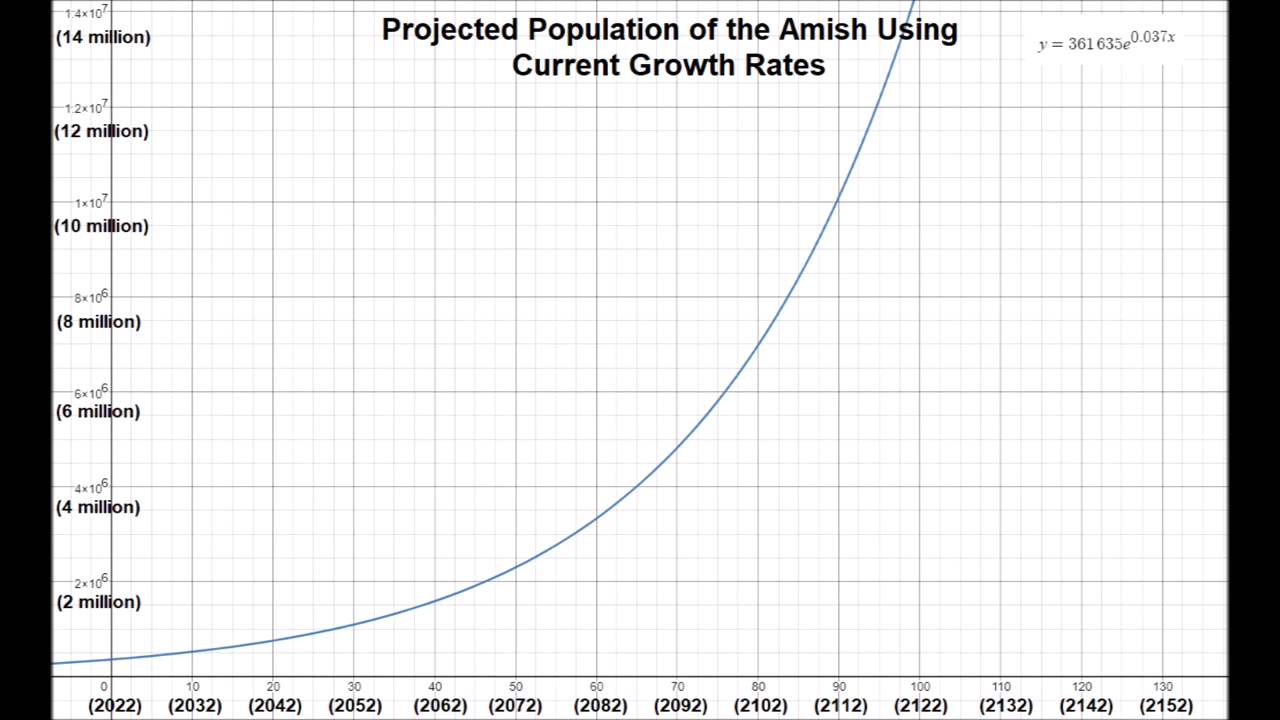 Projected Population of the Amish Using
Current Growth Rates
y = 361 635e^0.037x
1.4×10^7
(14 million)
1.2×10^7
(12 million)
1×10^7
(10 million)
8×10^6
(8 million)
6×10^6
(6 million)
4×10^6
(4 million)
2×10^6
(2 million)
0 10 20 30 40 50 60 70 80 90 100 110 120 130
(2022) (2032) (2042) (2052) (2062) (2072) (2082) (2092) (2102) (2112) (2122) (2132) (2142) (2152)